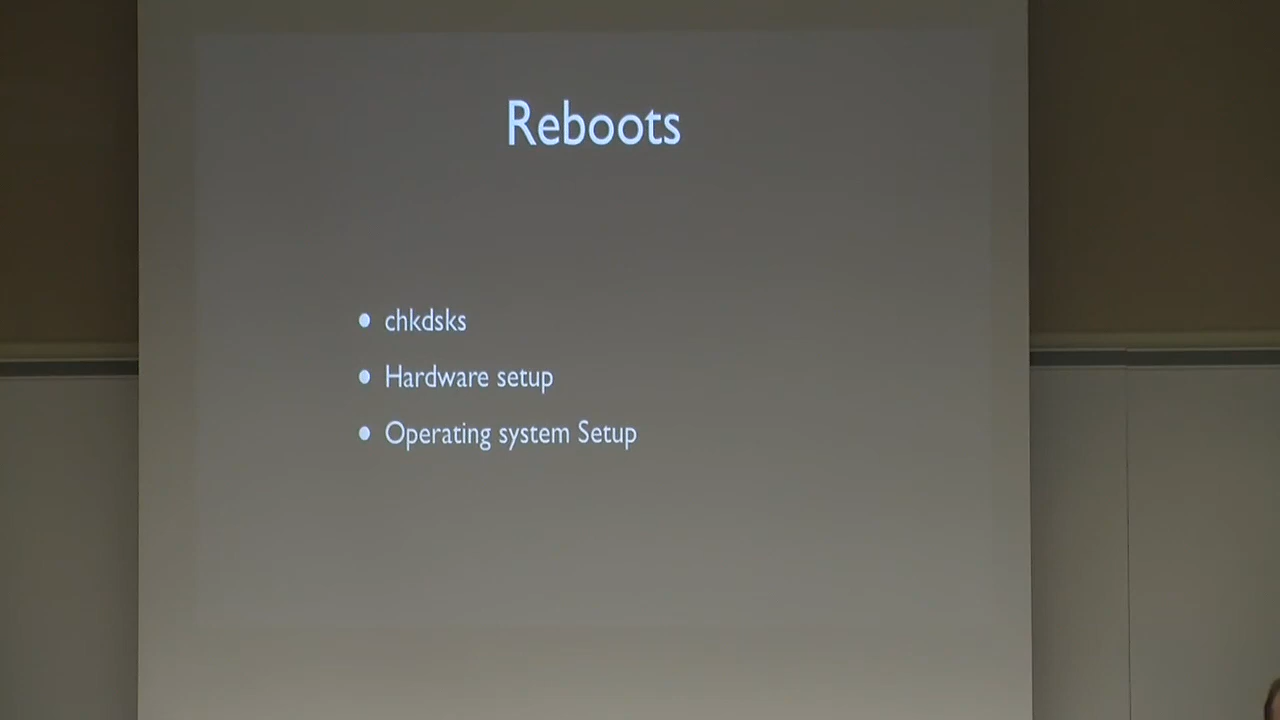 Reboots
• chkdsks
• Hardware setup
• Operating system Setup